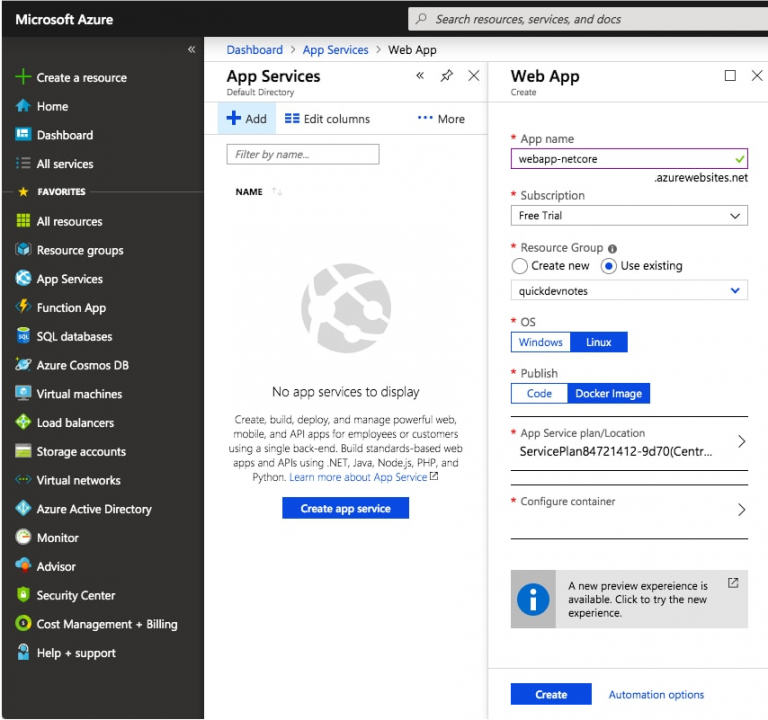 Microsoft Azure
Search resources, services, and docs
«
Create a resource
Home
Dashboard
All services
FAVORITES
All resources
Resource groups
App Services
Function App
SQL databases
Azure Cosmos DB
Virtual machines
Load balancers
Storage accounts
Virtual networks
Azure Active Directory
Monitor
Advisor
Security Center
Cost Management + Billing
Help + support
Dashboard > App Services > Web App
App Services
Default Directory
«
Add
Edit columns
··· More
Filter by name...
NAME
No app services to display
Create, build, deploy, and manage powerful web,
mobile, and API apps for employees or customers
using a single back-end. Build standards-based web
apps and APIs using .NET, Java, Node.js, PHP, and
Python. Learn more about App Service
Create app service
Web App
Create
* App name
webapp-netcore
.azurewebsites.net
* Subscription
Free Trial
* Resource Group
Create new Use existing
quickdevnotes
* OS
Windows Linux
* Publish
Code Docker Image
* App Service plan/Location
ServicePlan84721412-9d70(Centr...
* Configure container
A new preview expereience is
available. Click to try the new
experience.
Create
Automation options